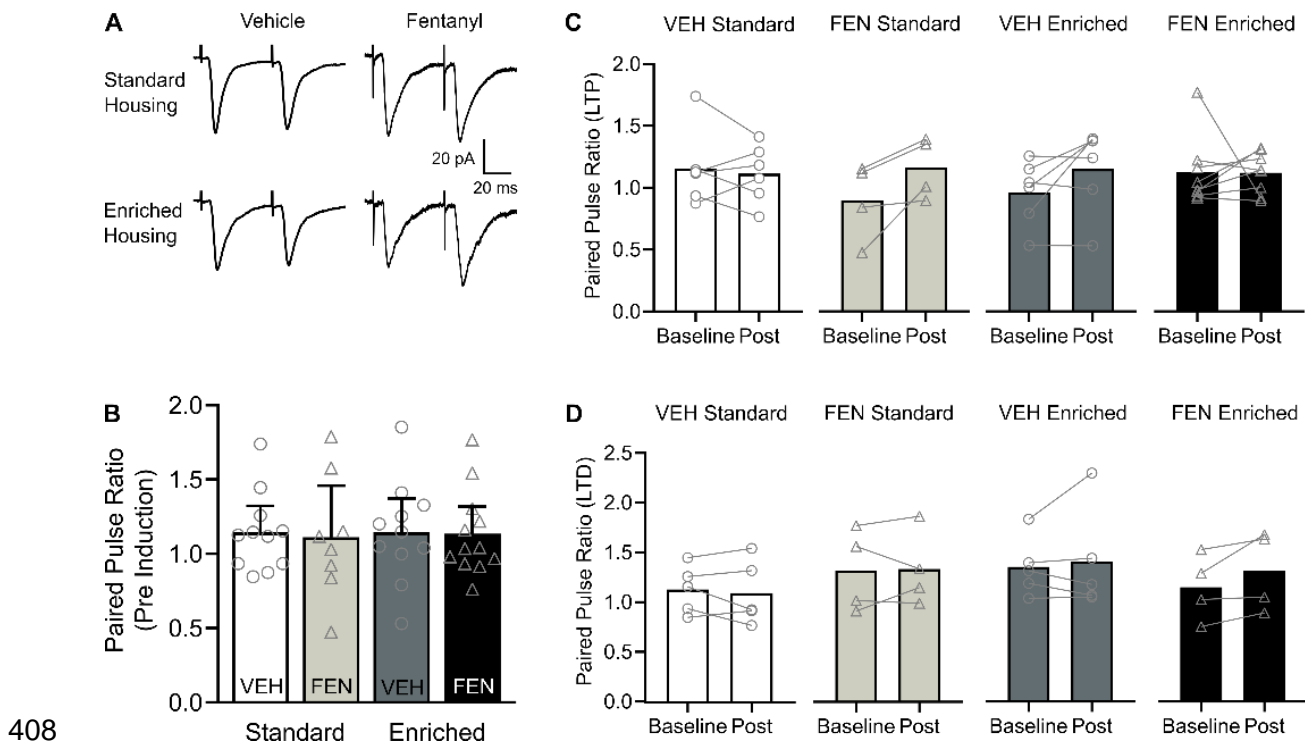 A
Vehicle Fentanyl
Standard
Housing
20 pA
20 ms
Enriched
Housing
B
Paired Pulse Ratio
(Pre Induction)
2.0
1.5
1.0
0.5
0.0
VEH FEN VEH FEN
Standard Enriched
C
VEH Standard FEN Standard VEH Enriched FEN Enriched
Paired Pulse Ratio (LTP)
2.0
1.5
1.0
0.5
0.0
Baseline Post Baseline Post Baseline Post Baseline Post
D
VEH Standard FEN Standard VEH Enriched FEN Enriched
Paired Pulse Ratio (LTD)
2.5
2.0
1.5
1.0
0.5
0.0
Baseline Post Baseline Post Baseline Post Baseline Post
408